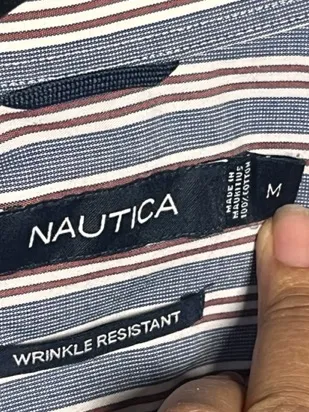 NAUTICA
MADE IN
MAURITIUS
100% COTTON
M
WRINKLE RESISTANT